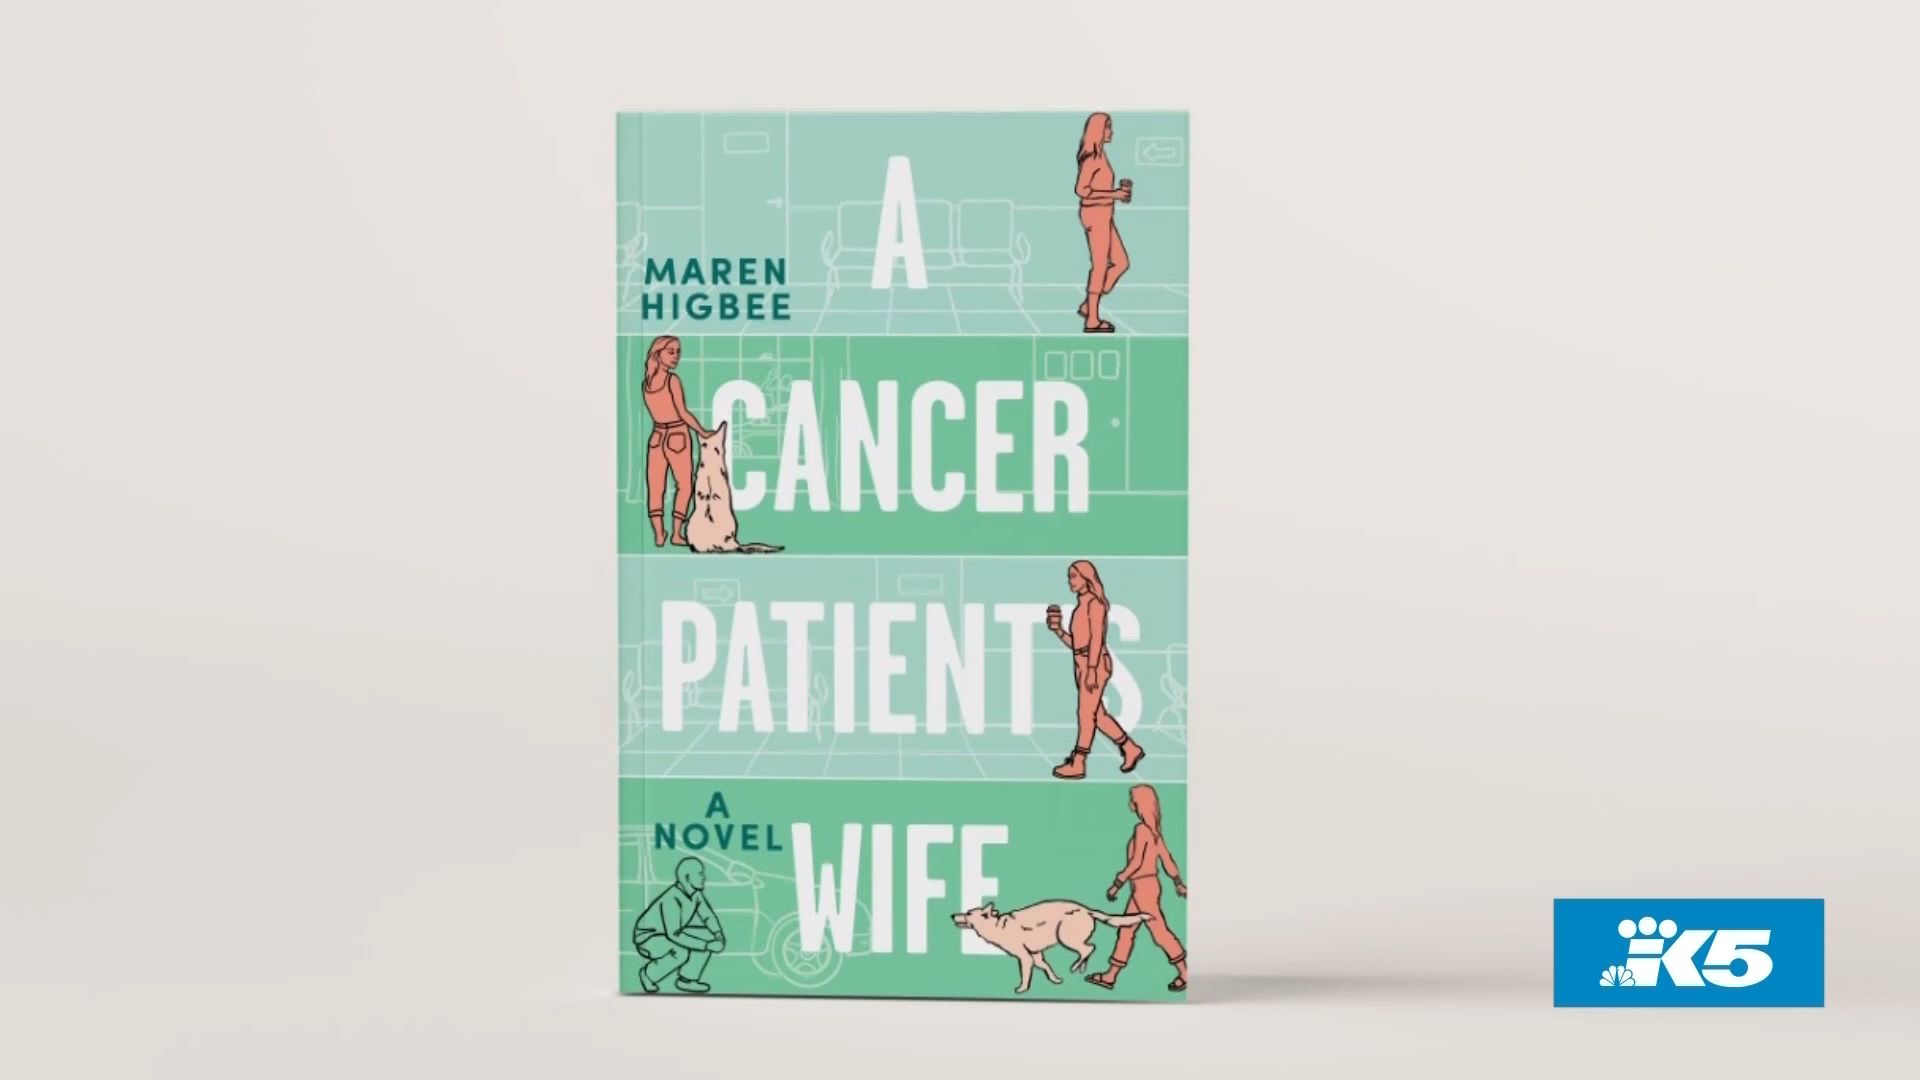 A
MAREN
HIGBEE
CANCER
PATIENT'S
A
NOVEL
WIFE
K5